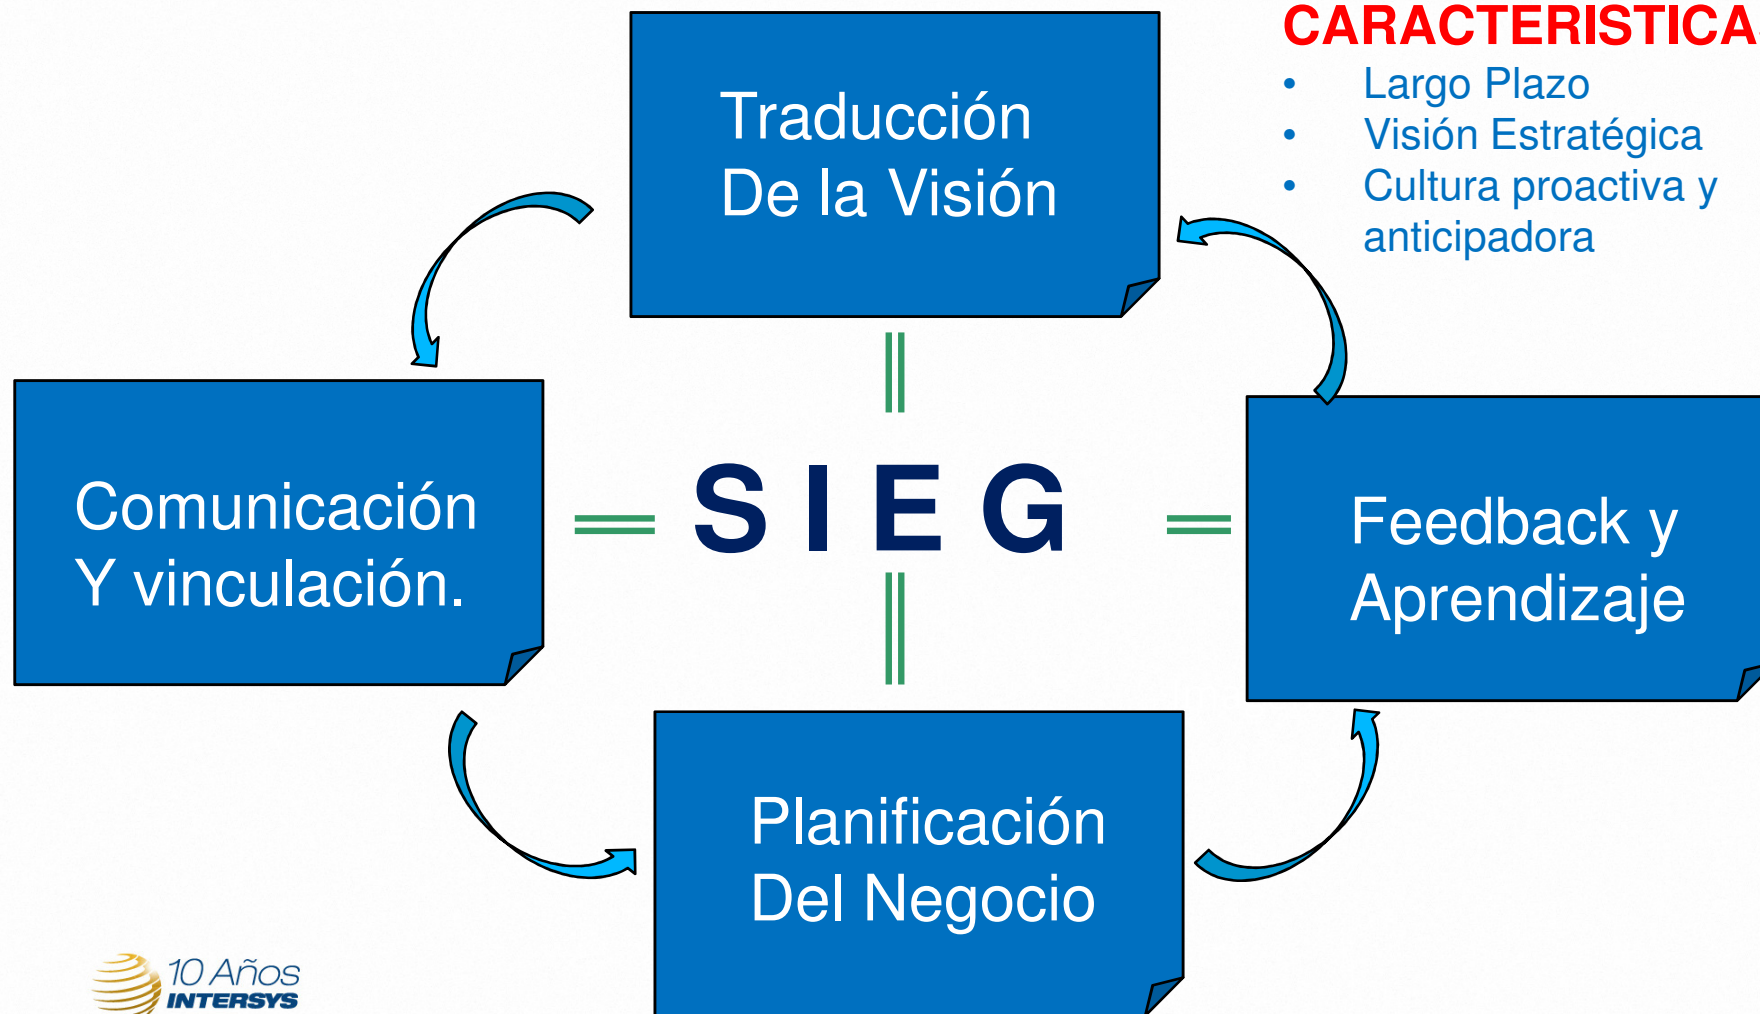 CARACTERISTICAS
• Largo Plazo
• Visión Estratégica
• Cultura proactiva y
anticipadora
Traducción
De la Visión
Comunicación
Y vinculación.
S I E G
Feedback y
Aprendizaje
Planificación
Del Negocio
10 Años
INTERSYS